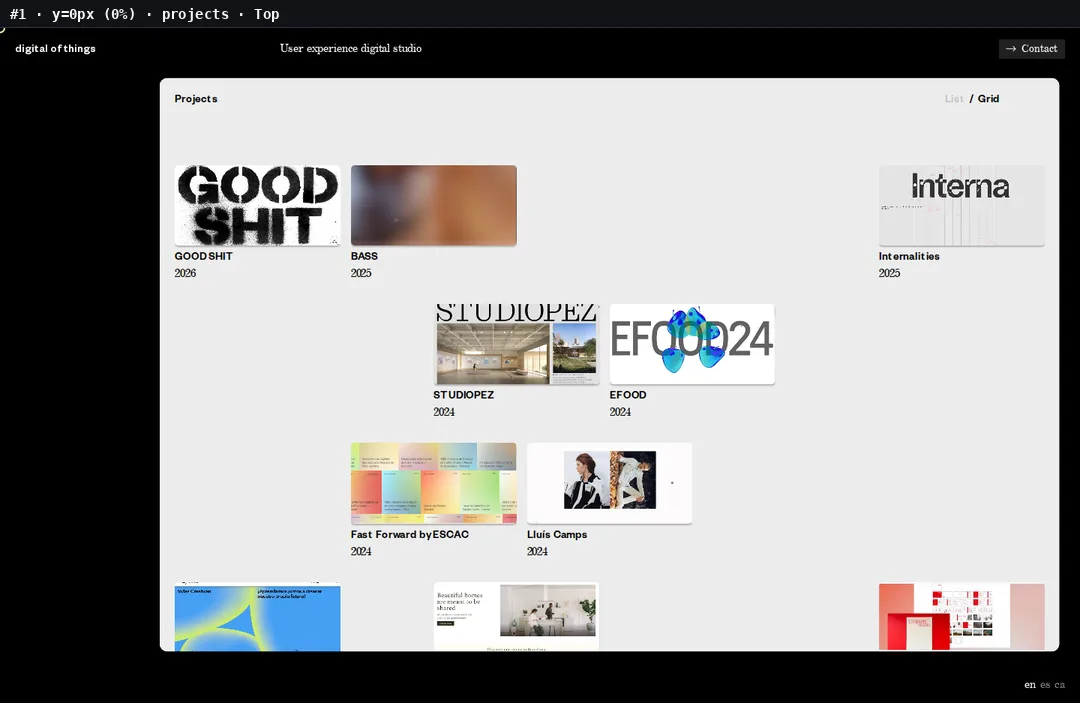 #1 · y=0px (0%) · projects · Top
digital of things
User experience digital studio
→ Contact
Projects
List / Grid
GOOD SHIT
GOOD SHIT
2026
BASS
2025
Interna
Internalities
2025
STUDIOPEZ
STUDIOPEZ
2024
EFOOD24
EFOOD
2024
Fast Forward by ESCAC
2024
Lluís Camps
2024
Beautiful homes
are meant to be
shared
en es ca